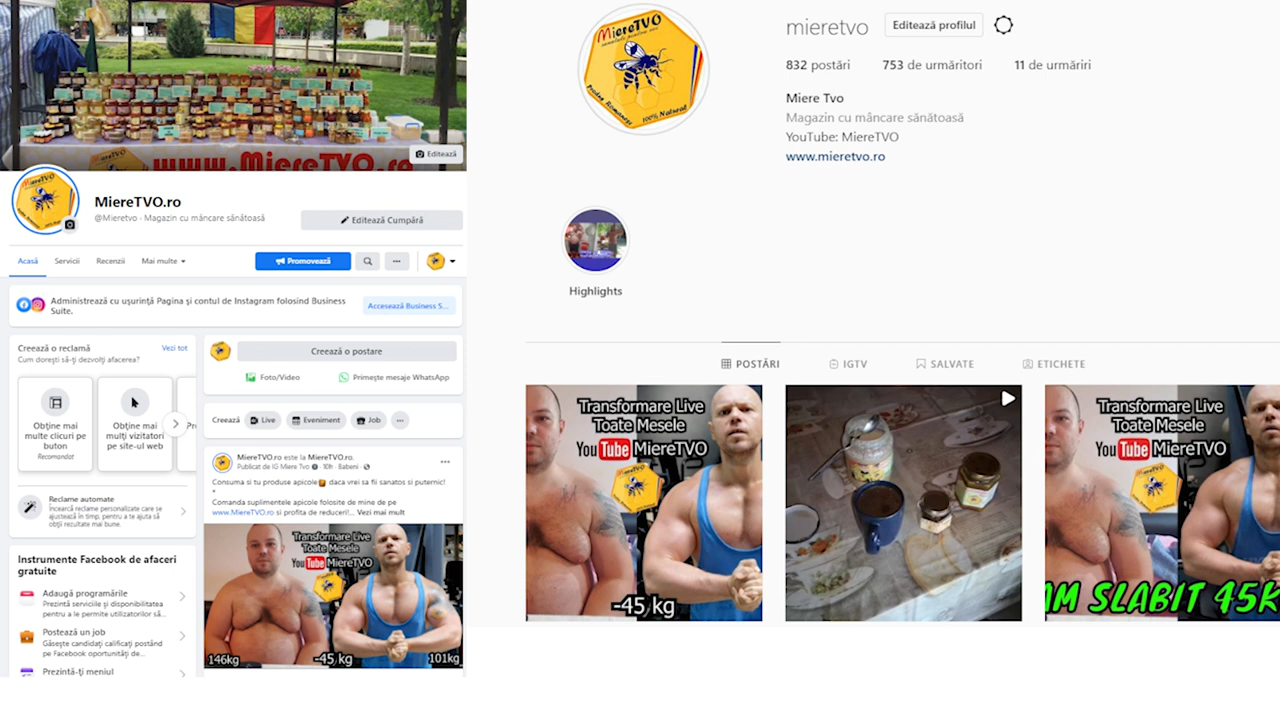 www.MiereTVO.ro
Editează
MiereTVO
MiereTVO.ro
@Mieretvo · Magazin cu mâncare sănătoasă
Editează Cumpără
Acasă
Servicii
Recenzii
Mai multe
Promovează
Administrează cu ușurință Pagina și contul de Instagram folosind Business
Suite.
Accesează Business S...
Creează o reclamă
Vezi tot
Cum dorești să-ți dezvolți afacerea?
Obține mai
multe clicuri pe
buton
Recomandat
Obține mai
mulți vizitatori
pe site-ul web
Reclame automate
Încearcă reclame personalizate care se
ajustează în timp, pentru a te ajuta să
obții rezultate mai bune.
Instrumente Facebook de afaceri
gratuite
Adaugă programările
Prezintă serviciile și disponibilitatea
pentru a le permite utilizatorilor să...
Postează un job
Găsește candidați calificați postând
pe Facebook oportunități de...
Prezintă-ți meniul
Creează o postare
Foto/Video
Primește mesaje WhatsApp
Creează
Live
Eveniment
Job
MiereTVO.ro este la MiereTVO.ro.
Publicat de IG Miere Tvo · 10h · Babeni ·
Consuma si tu produse apicole daca vrei sa fii sanatos si puternic!
*
Comanda suplimentele apicole folosite de mine de pe
www.MiereTVO.ro si profita de reduceri!... Vezi mai mult
Transformare Live
Toate Mesele
YouTube MiereTVO
146kg
-45 kg
101kg
MiereTVO
Produs Românesc
100% Natural
mieretvo
Editează profilul
832 postări
753 de urmăritori
11 de urmăriri
Miere Tvo
Magazin cu mâncare sănătoasă
YouTube: MiereTVO
www.mieretvo.ro
Highlights
POSTĂRI
IGTV
SALVATE
ETICHETE
Transformare Live
Toate Mesele
YouTube MiereTVO
-45 kg
Transformare Live
Toate Mesele
YouTube MiereTVO
AM SLABIT 45K